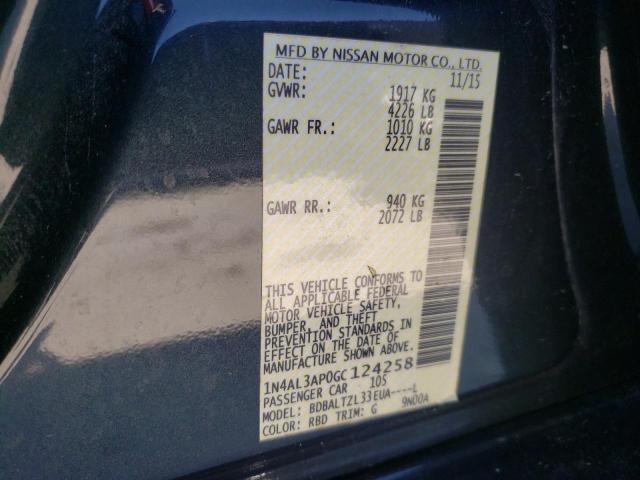 MFD BY NISSAN MOTOR CO., LTD.
DATE: 11/15
GVWR: 1917 KG
4226 LB
GAWR FR.: 1010 KG
2227 LB
GAWR RR.: 940 KG
2072 LB
THIS VEHICLE CONFORMS TO
ALL APPLICABLE FEDERAL
MOTOR VEHICLE SAFETY,
BUMPER, AND THEFT
PREVENTION STANDARDS IN
EFFECT ON THE DATE OF
MANUFACTURE SHOWN ABOVE.
1N4AL3AP0GC124258
PASSENGER CAR 105
MODEL: BDBALTZL33EUA----L
COLOR: RBD TRIM: G 9N00A